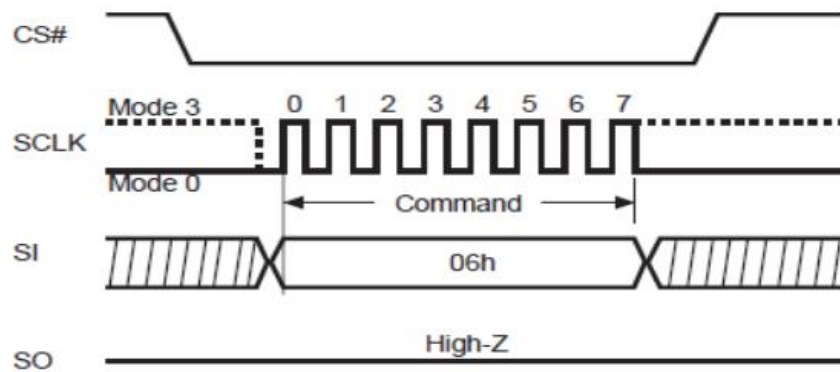 CS#
Mode 3 0 1 2 3 4 5 6 7
SCLK
Mode 0
Command
SI
06h
High-Z
SO